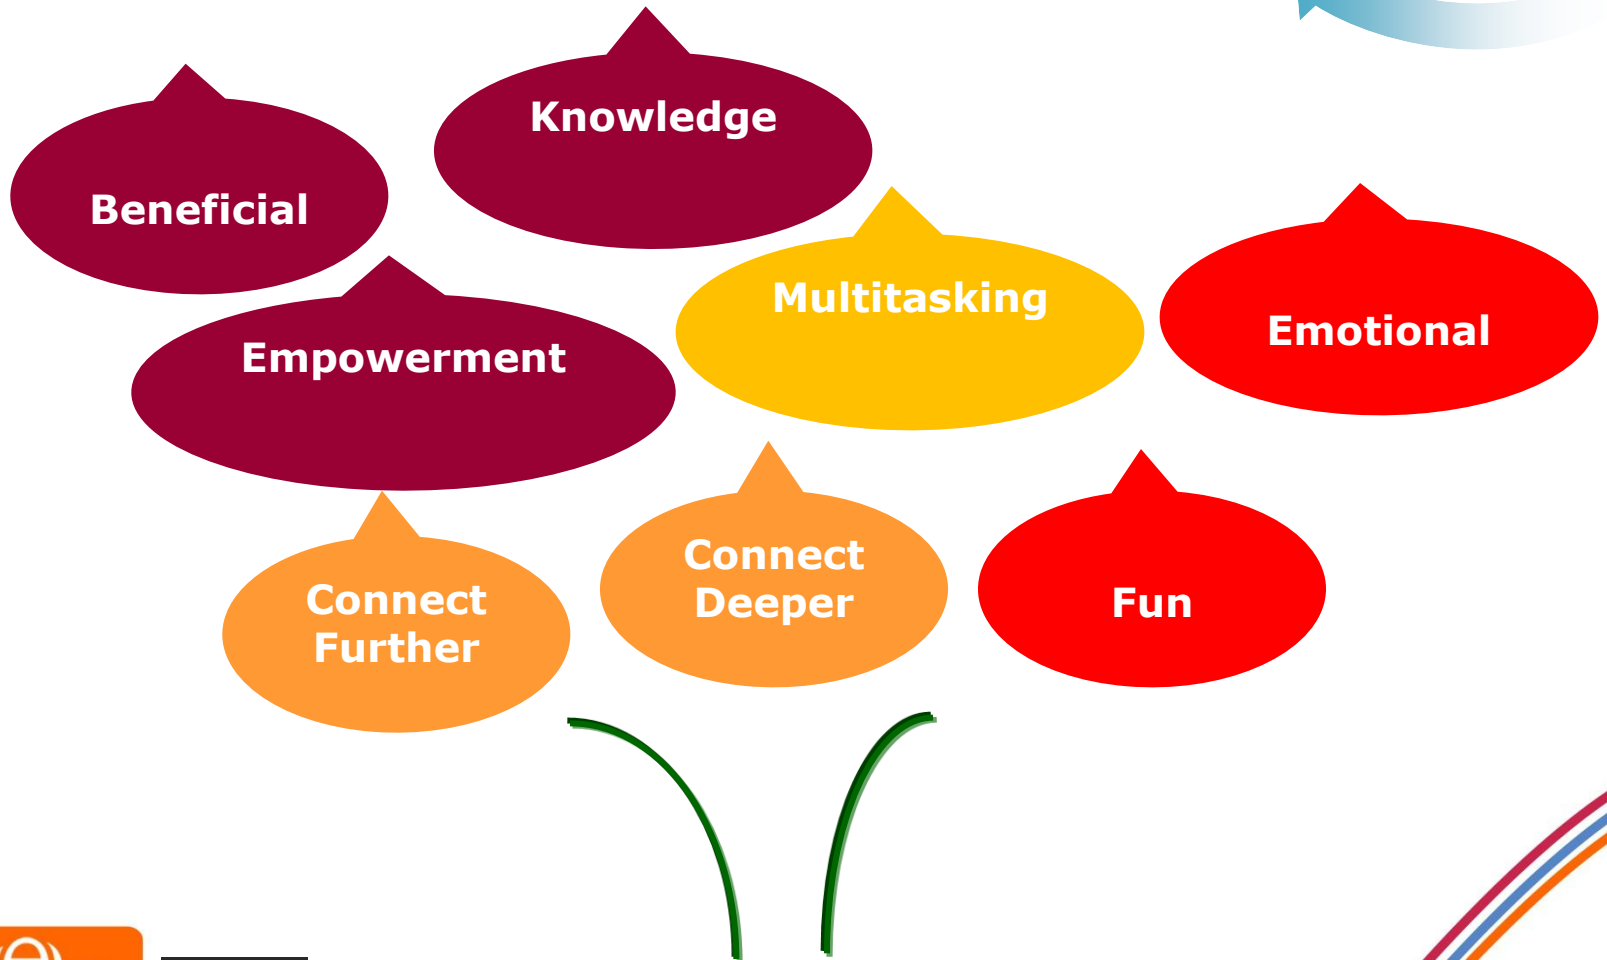 Knowledge
Beneficial
Multitasking
Emotional
Empowerment
Connect
Deeper
Connect
Further
Fun